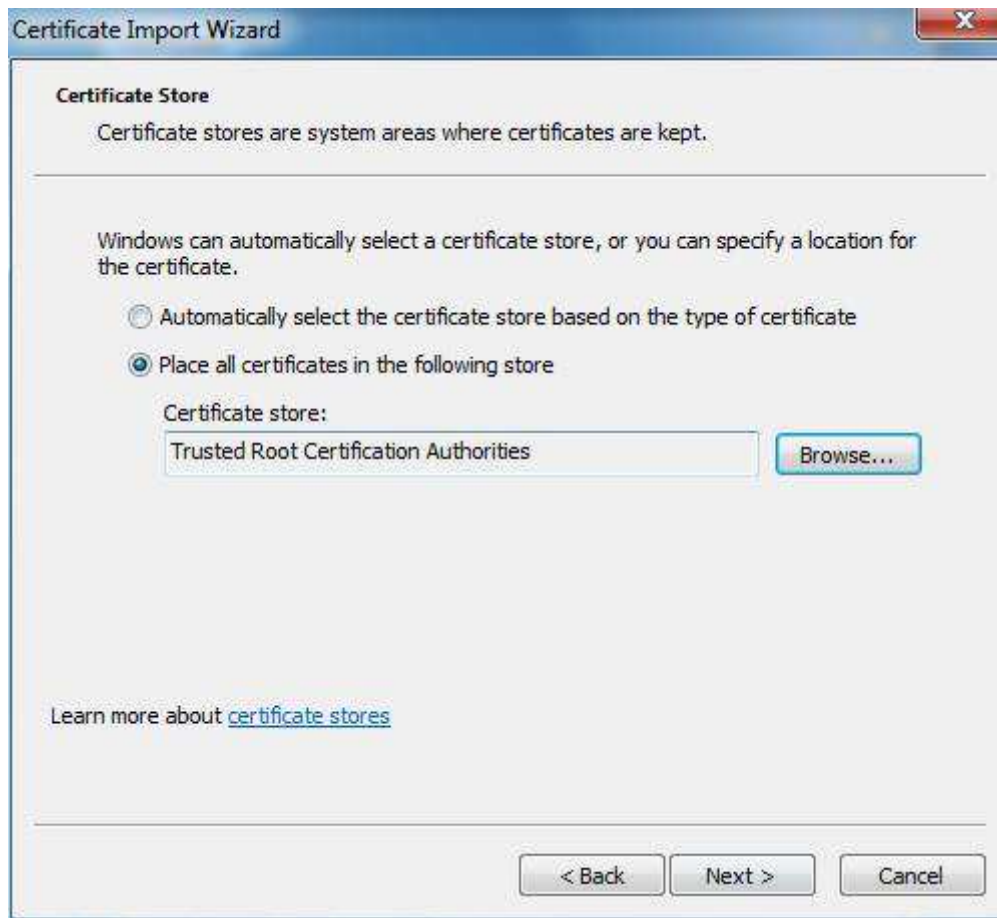 Certificate Import Wizard
X
Certificate Store
Certificate stores are system areas where certificates are kept.
Windows can automatically select a certificate store, or you can specify a location for
the certificate.
Automatically select the certificate store based on the type of certificate
Place all certificates in the following store
Certificate store:
Trusted Root Certification Authorities
Browse...
Learn more about certificate stores
< Back Next > Cancel